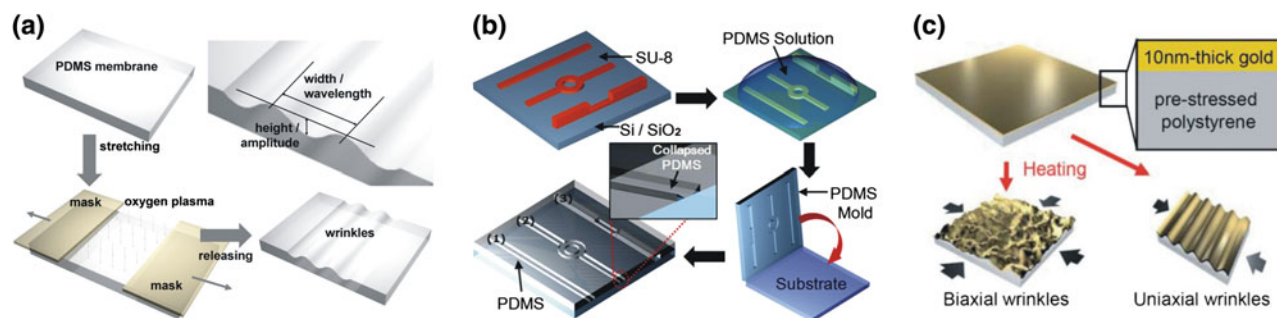 (a)
PDMS membrane
width /
wavelength
height /
amplitude
stretching
mask
oxygen plasma
mask
releasing
wrinkles
(b)
SU-8
Si / SiO₂
PDMS Solution
PDMS
Mold
Substrate
Collapsed
PDMS
(1)
(2)
(3)
PDMS
(c)
10nm-thick gold
pre-stressed
polystyrene
Heating
Biaxial wrinkles
Uniaxial wrinkles